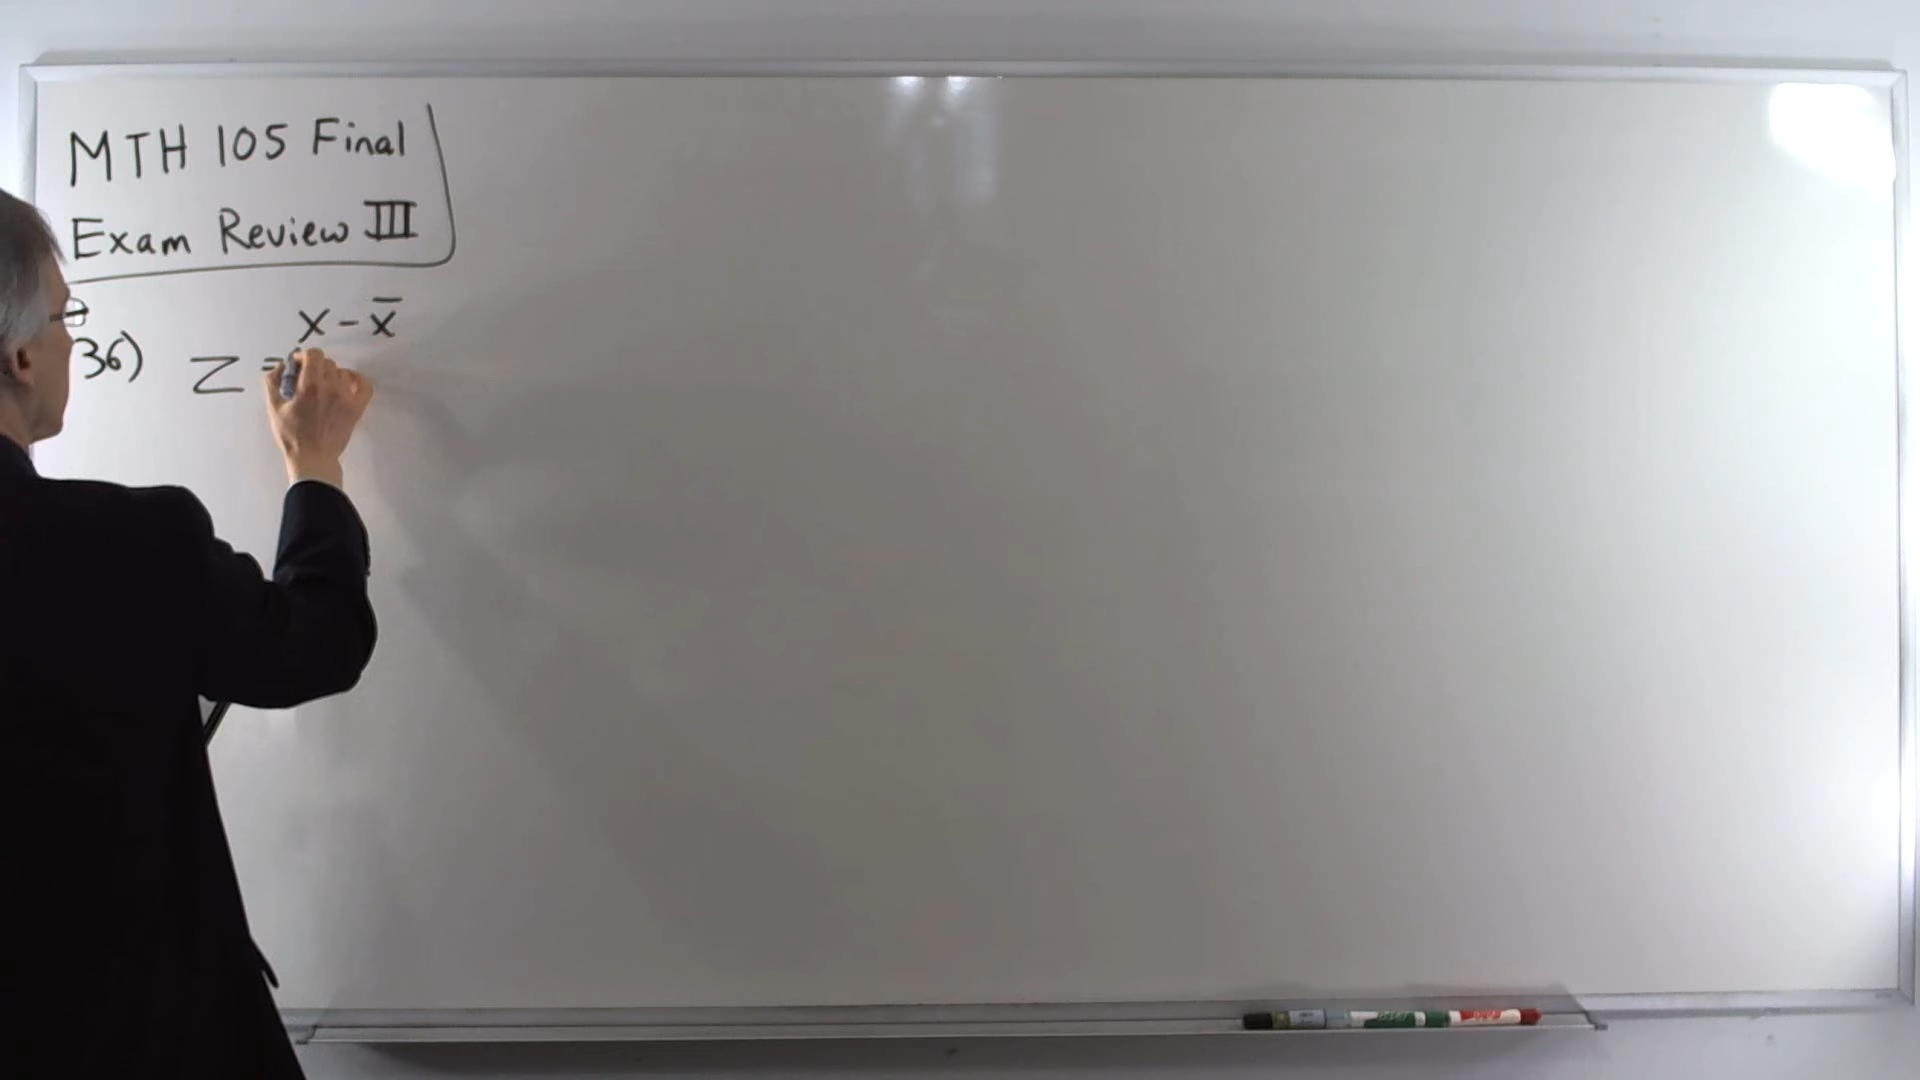 MTH 105 Final
Exam Review III
36) Z = x - x̄